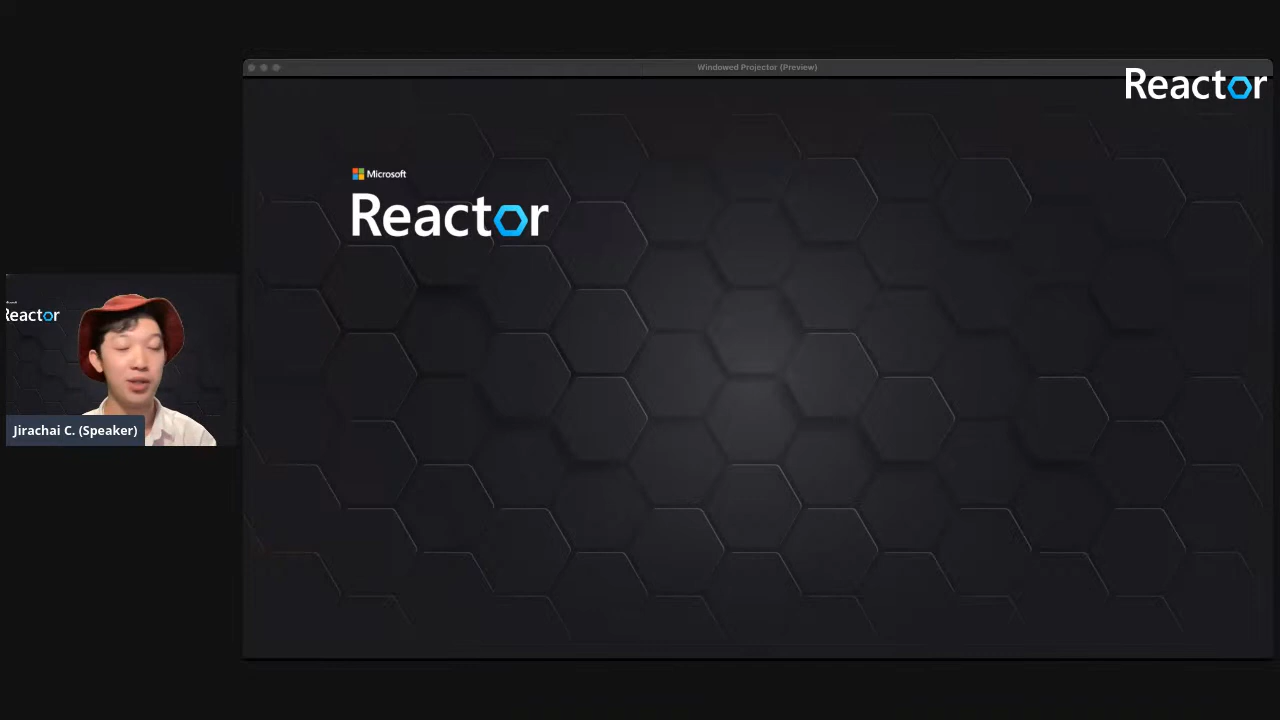 Windowed Projector (Preview)
Reactor
Microsoft
Reactor
Reactor
Jirachai C. (Speaker)